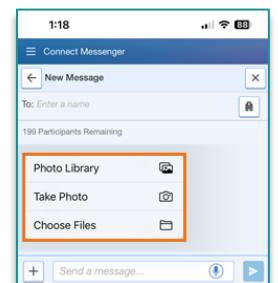 1:18
88
Connect Messenger
New Message
To: Enter a name
199 Participants Remaining
Photo Library
Take Photo
Choose Files
Send a message...